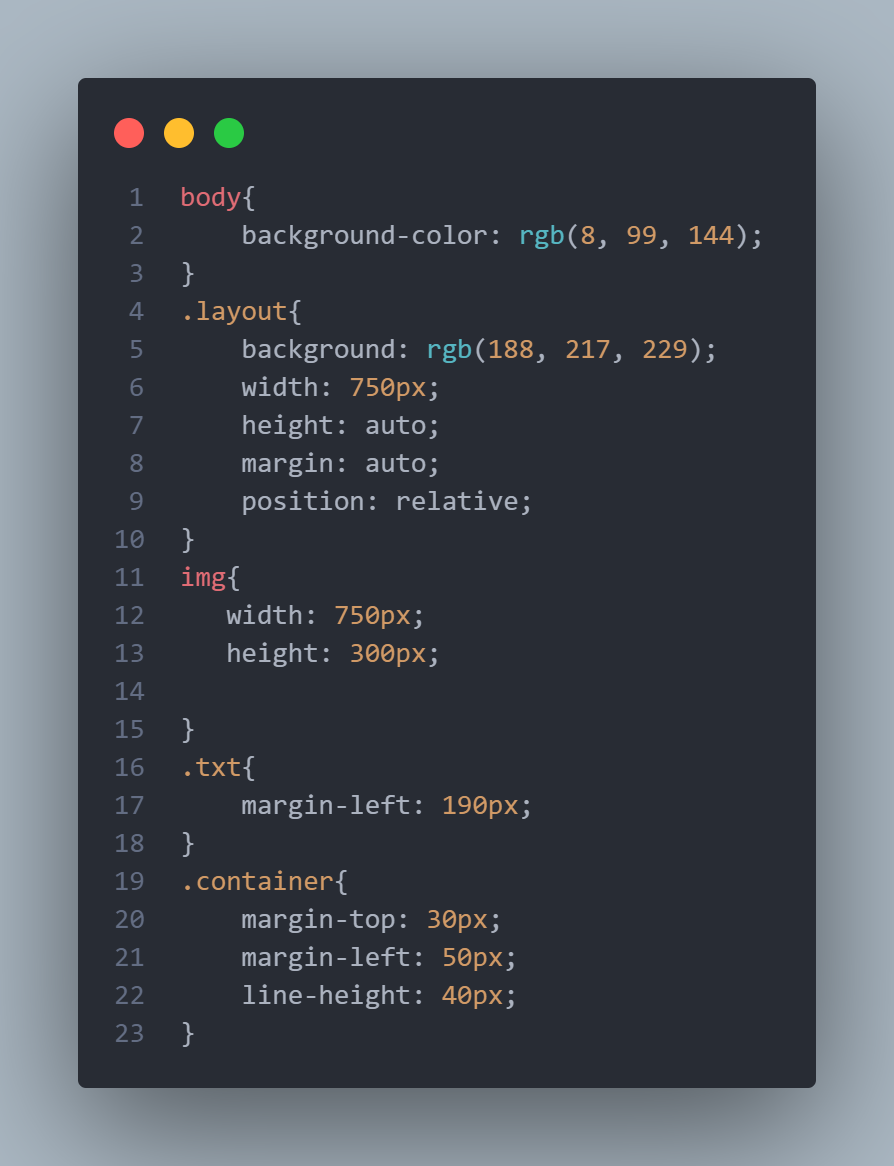 1 body{
2     background-color: rgb(8, 99, 144);
3 }
4 .layout{
5     background: rgb(188, 217, 229);
6     width: 750px;
7     height: auto;
8     margin: auto;
9     position: relative;
10 }
11 img{
12    width: 750px;
13    height: 300px;
14
15 }
16 .txt{
17     margin-left: 190px;
18 }
19 .container{
20     margin-top: 30px;
21     margin-left: 50px;
22     line-height: 40px;
23 }